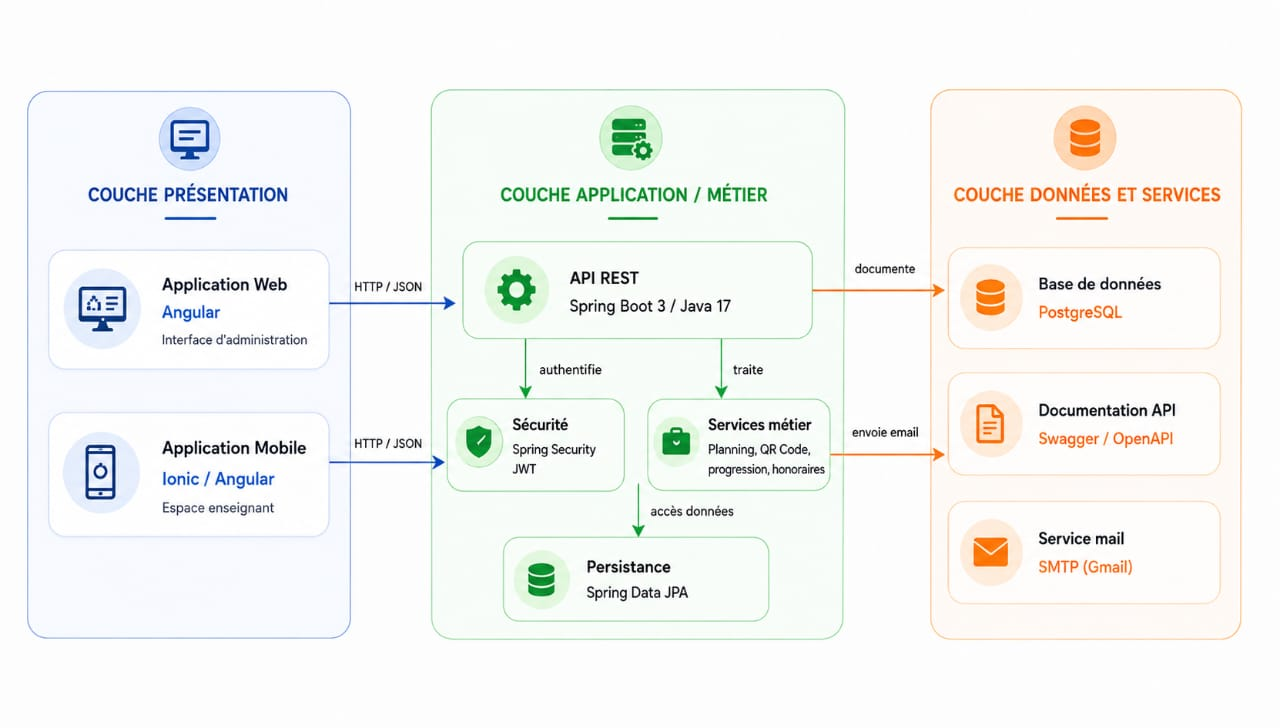 COUCHE PRÉSENTATION
Application Web
Angular
Interface d'administration
Application Mobile
Ionic / Angular
Espace enseignant
HTTP / JSON
HTTP / JSON
COUCHE APPLICATION / MÉTIER
API REST
Spring Boot 3 / Java 17
authentifie
traite
Sécurité
Spring Security
JWT
Services métier
Planning, QR Code,
progression, honoraires
accès données
Persistance
Spring Data JPA
documente
envoie email
COUCHE DONNÉES ET SERVICES
Base de données
PostgreSQL
Documentation API
Swagger / OpenAPI
Service mail
SMTP (Gmail)